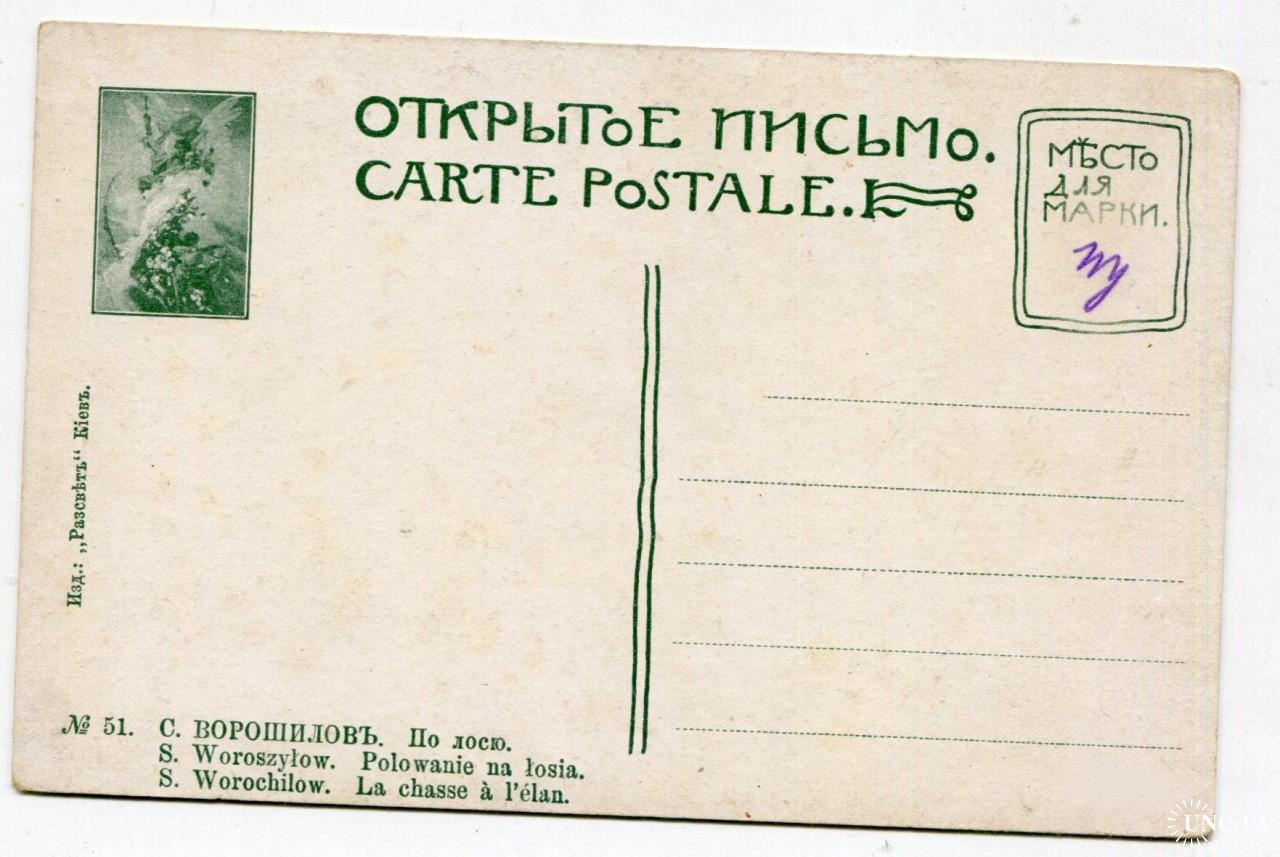 ОТКРЫТОЕ ПИСЬМО.
CARTE POSTALE.
МѢСТО
ДЛЯ
МАРКИ.
Изд.: „Разсвѣтъ“ Кіевъ.
№ 51. С. ВОРОШИЛОВЪ. По лосю.
S. Woroszyłow. Polowanie na łosia.
S. Worochilow. La chasse à l'élan.
UNC.UA